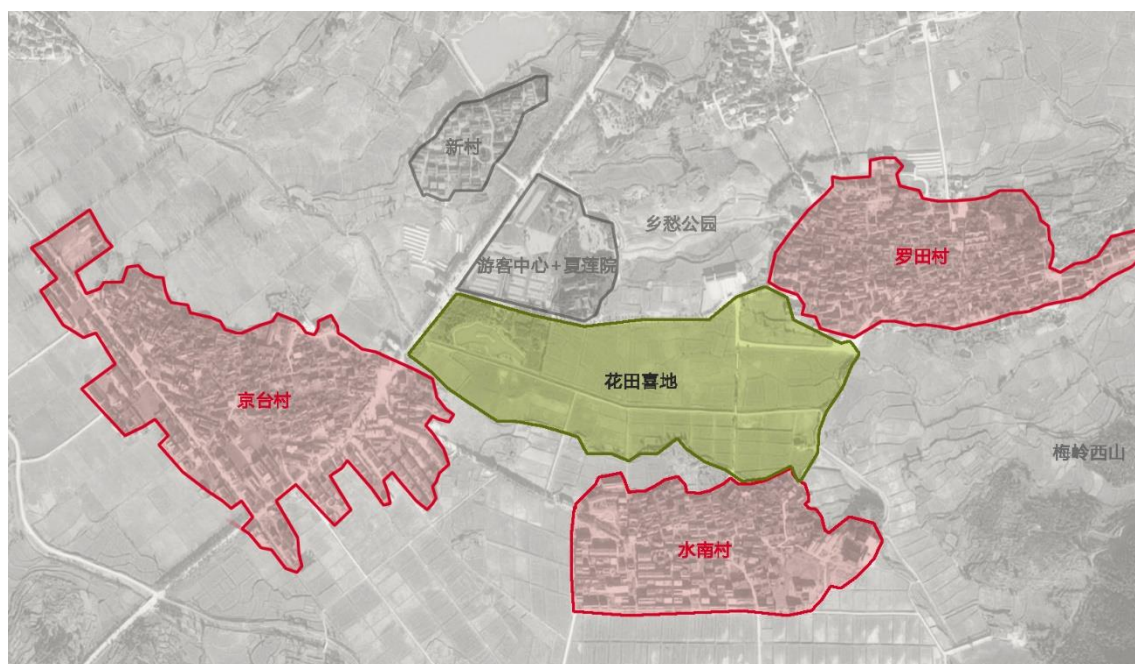 新村
乡愁公园
游客中心+夏莲院
罗田村
花田喜地
京台村
梅岭西山
水南村